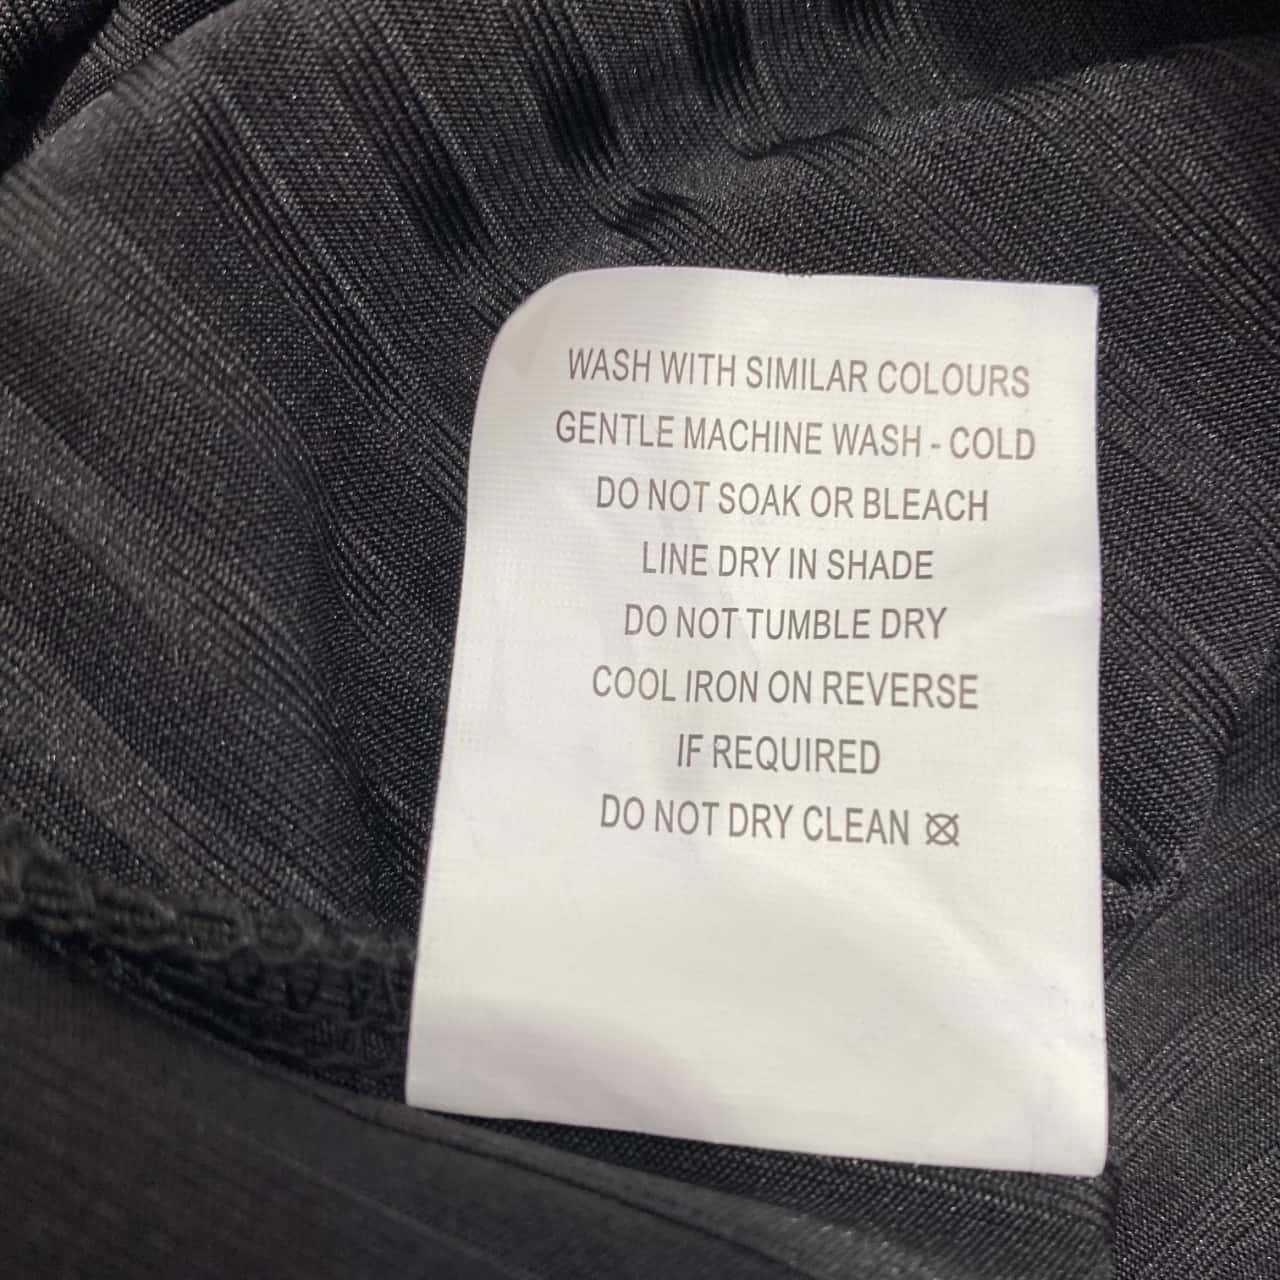 WASH WITH SIMILAR COLOURS
GENTLE MACHINE WASH - COLD
DO NOT SOAK OR BLEACH
LINE DRY IN SHADE
DO NOT TUMBLE DRY
COOL IRON ON REVERSE
IF REQUIRED
DO NOT DRY CLEAN